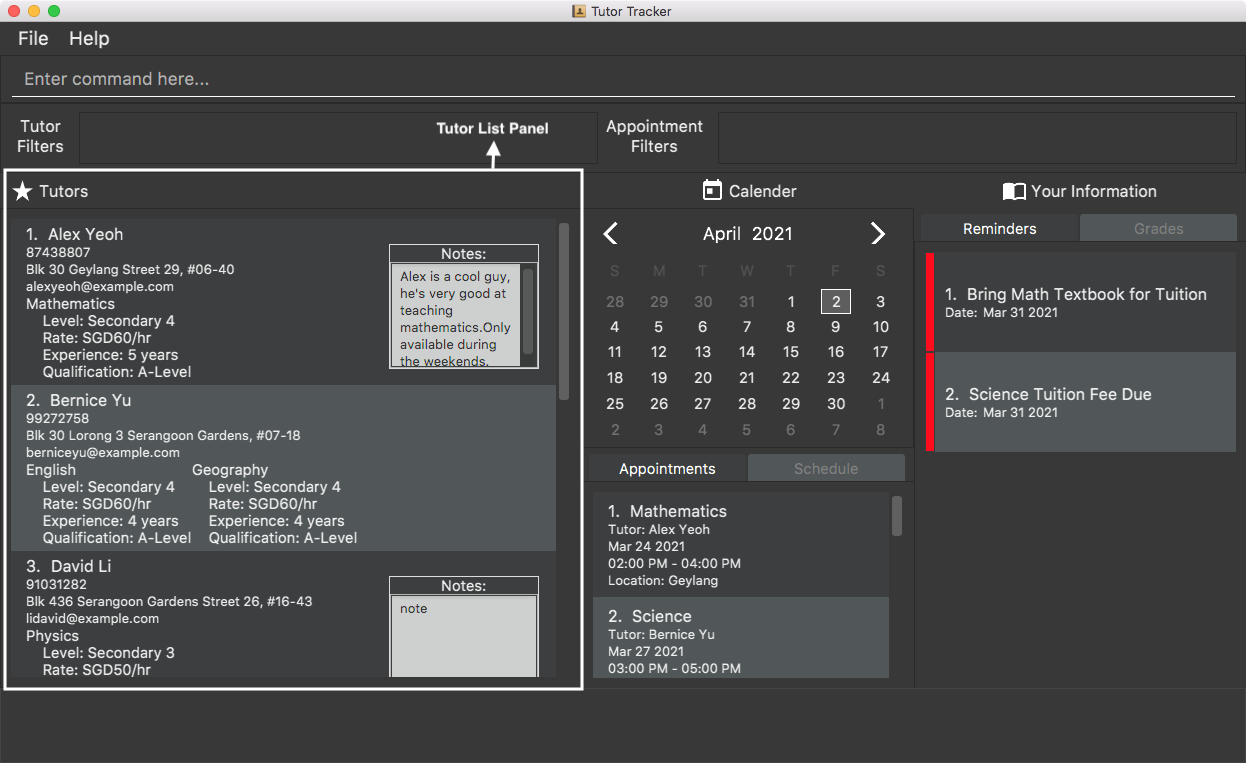 Tutor Tracker
File Help
Enter command here...
Tutor
Filters
Tutor List Panel
Appointment
Filters
Tutors
1. Alex Yeoh
87438807
Blk 30 Geylang Street 29, #06-40
alexyeoh@example.com
Mathematics
Level: Secondary 4
Rate: SGD60/hr
Experience: 5 years
Qualification: A-Level
Notes:
Alex is a cool guy,
he's very good at
teaching
mathematics.Only
available during
the weekends.
2. Bernice Yu
99272758
Blk 30 Lorong 3 Serangoon Gardens, #07-18
berniceyu@example.com
English Geography
Level: Secondary 4 Level: Secondary 4
Rate: SGD60/hr Rate: SGD60/hr
Experience: 4 years Experience: 4 years
Qualification: A-Level Qualification: A-Level
3. David Li
91031282
Blk 436 Serangoon Gardens Street 26, #16-43
lidavid@example.com
Physics
Level: Secondary 3
Rate: SGD50/hr
Notes:
note
Calender
April 2021
S M T W T F S
28 29 30 31 1 2 3
4 5 6 7 8 9 10
11 12 13 14 15 16 17
18 19 20 21 22 23 24
25 26 27 28 29 30 1
2 3 4 5 6 7 8
Appointments Schedule
1. Mathematics
Tutor: Alex Yeoh
Mar 24 2021
02:00 PM - 04:00 PM
Location: Geylang
2. Science
Tutor: Bernice Yu
Mar 27 2021
03:00 PM - 05:00 PM
Your Information
Reminders Grades
1. Bring Math Textbook for Tuition
Date: Mar 31 2021
2. Science Tuition Fee Due
Date: Mar 31 2021